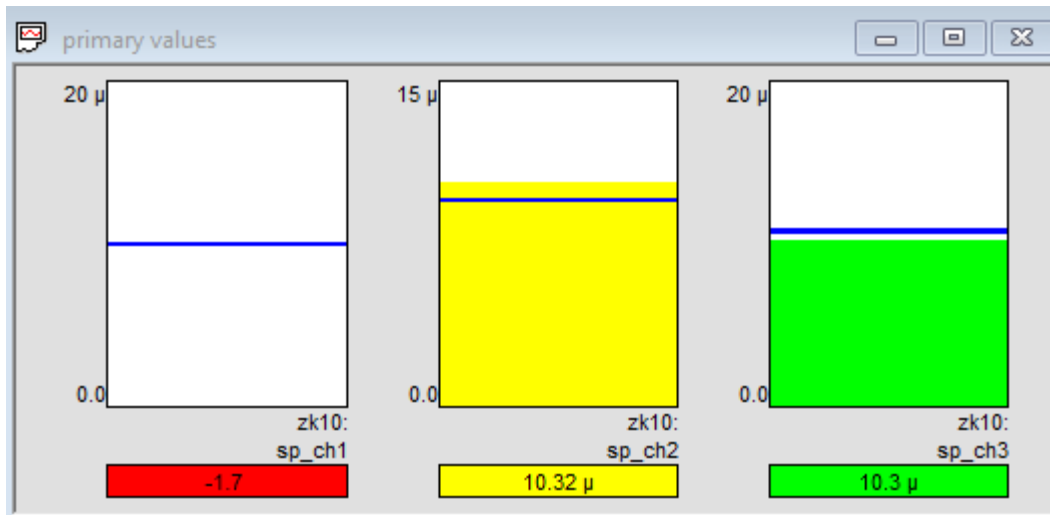 primary values
20 µ
15 µ
20 µ
0.0
0.0
0.0
zk10:
sp_ch1
zk10:
sp_ch2
zk10:
sp_ch3
-1.7
10.32 µ
10.3 µ